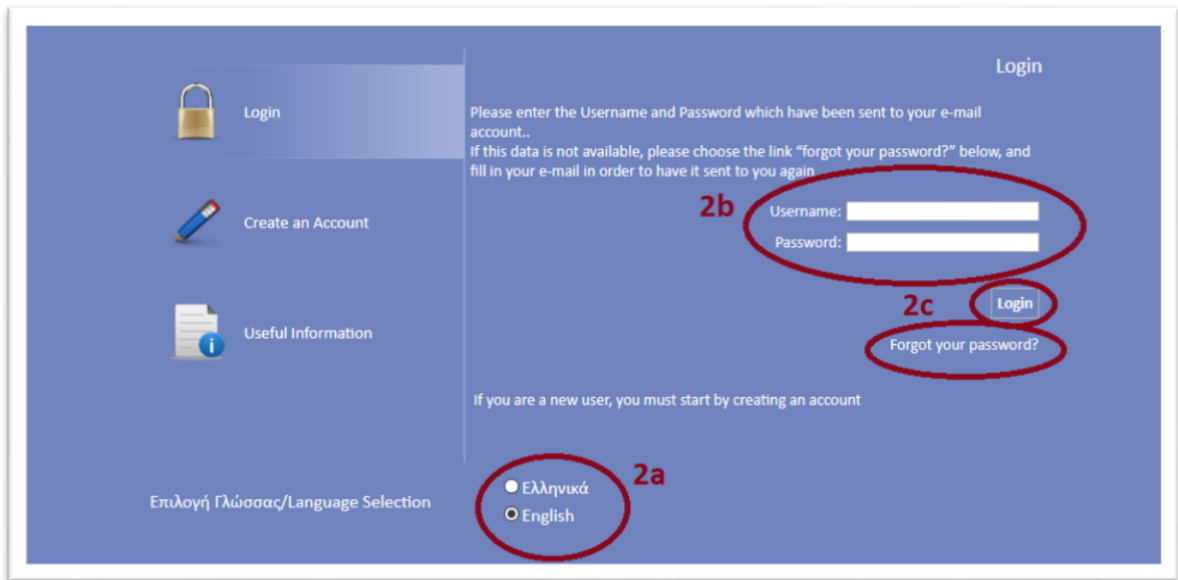 Login
Login
Please enter the Username and Password which have been sent to your e-mail
account..
If this data is not available, please choose the link “forgot your password?” below, and
fill in your e-mail in order to have it sent to you again
2b
Username:
Create an Account
Password:
2c
Login
i
Useful Information
Forgot your password?
If you are a new user, you must start by creating an account
2a
Επιλογή Γλώσσας/Language Selection
Ελληνικά
English